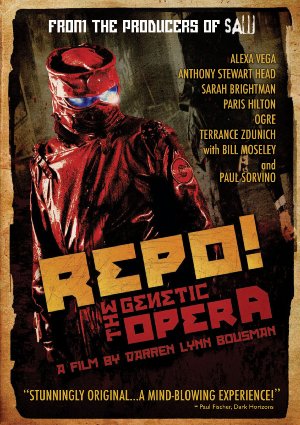 FROM THE PRODUCERS OF SAW
ALEXA VEGA
ANTHONY STEWART HEAD
SARAH BRIGHTMAN
PARIS HILTON
OGRE
TERRANCE ZDUNICH
with BILL MOSELEY
and
PAUL SORVINO
G
REPO!
THE GENETIC
OPERA
A FILM BY DARREN LYNN BOUSMAN
"STUNNINGLY ORIGINAL...A MIND-BLOWING EXPERIENCE!"
- Paul Fischer, Dark Horizons